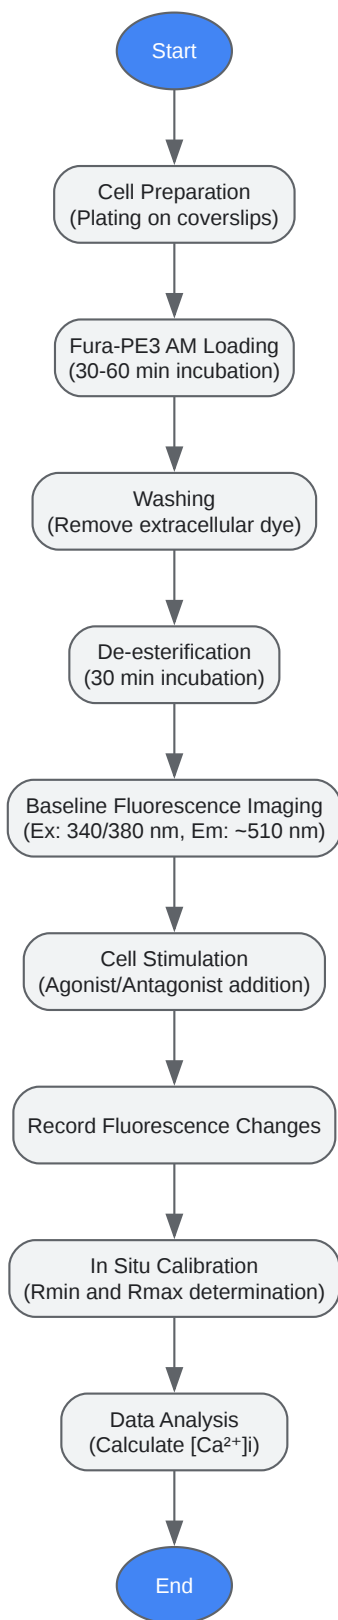 Start
Cell Preparation
(Plating on coverslips)
Fura-PE3 AM Loading
(30-60 min incubation)
Washing
(Remove extracellular dye)
De-esterification
(30 min incubation)
Baseline Fluorescence Imaging
(Ex: 340/380 nm, Em: ~510 nm)
Cell Stimulation
(Agonist/Antagonist addition)
Record Fluorescence Changes
In Situ Calibration
(Rmin and Rmax determination)
Data Analysis
(Calculate [Ca²⁺]i)
End